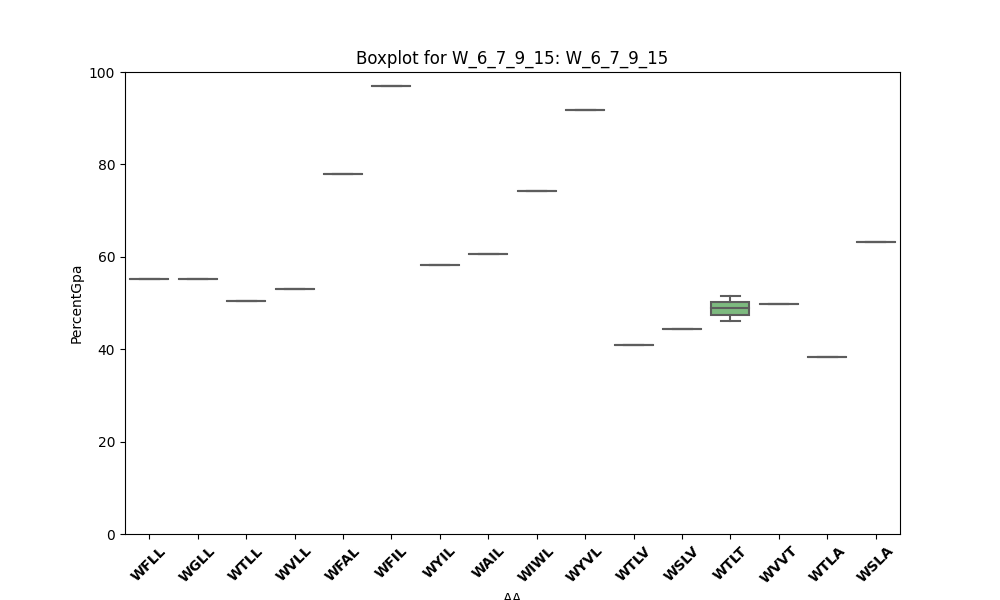 Boxplot for W_6_7_9_15: W_6_7_9_15
100
80
60
40
20
0
PercentGpa
WFLL WGLL WTLL WVLL WFAL WFIL WYIL WAIL WIWL WYVL WTLV WSLV WTLT WVVT WTLA WSLA
AA